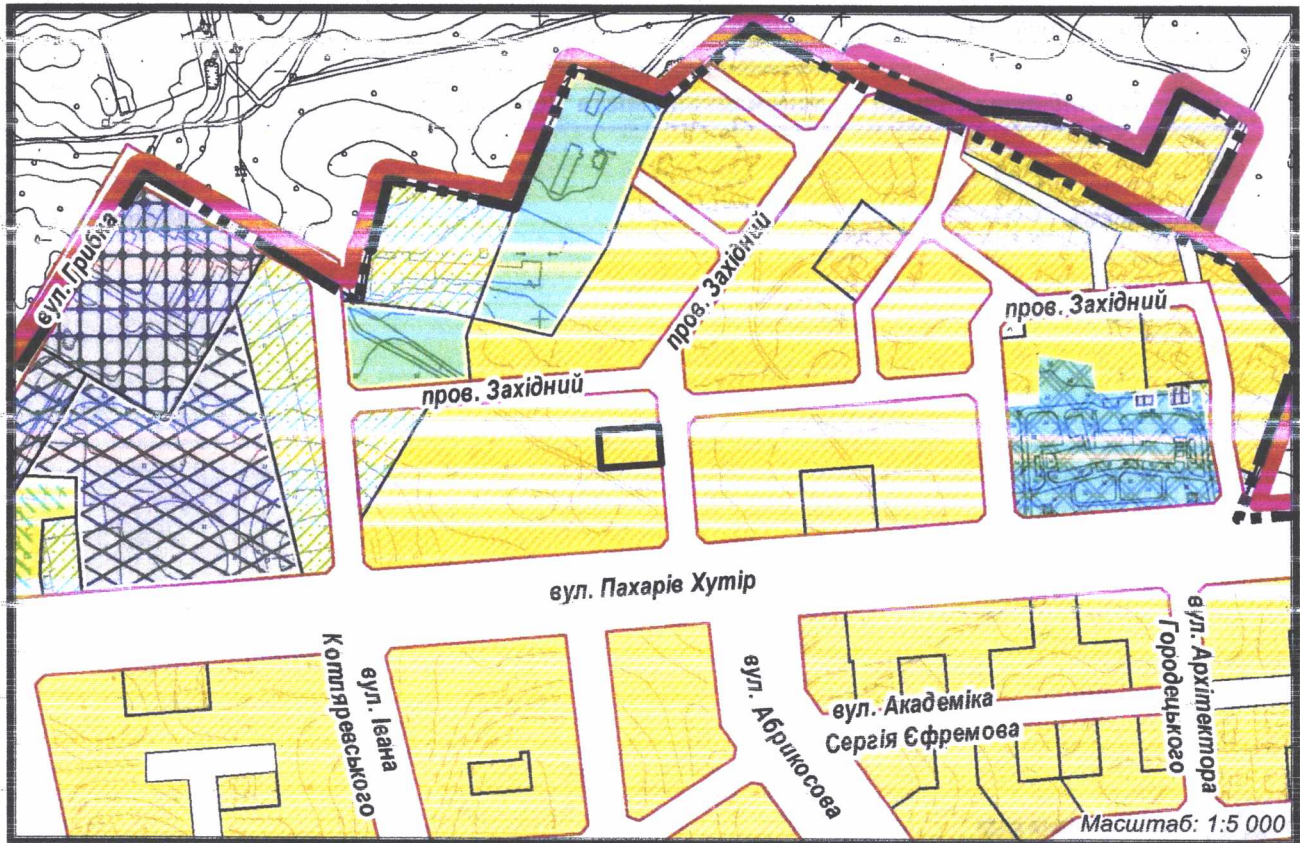 вул. Грибка
пров. Західний
пров. Західний
пров. Західний
вул. Пахарів Хутір
вул. Івана
Котляревського
вул. Абрикосова
вул. Академіка
Сергія Єфремова
вул. Архітектора
Городецького
Масштаб: 1:5 000